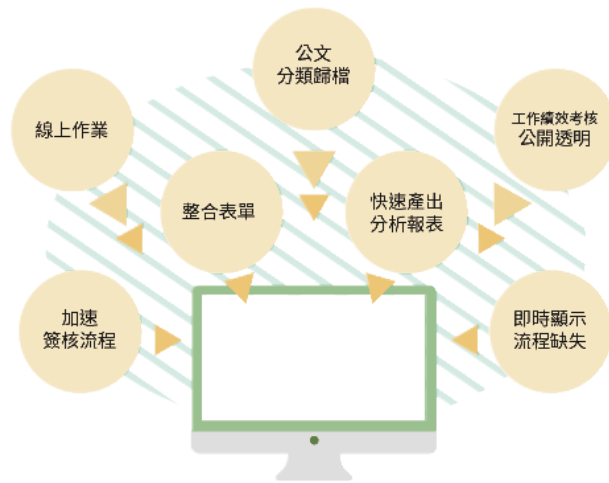 公文
分類歸檔
線上作業
工作績效考核
公開透明
整合表單
快速產出
分析報表
加速
簽核流程
即時顯示
流程缺失